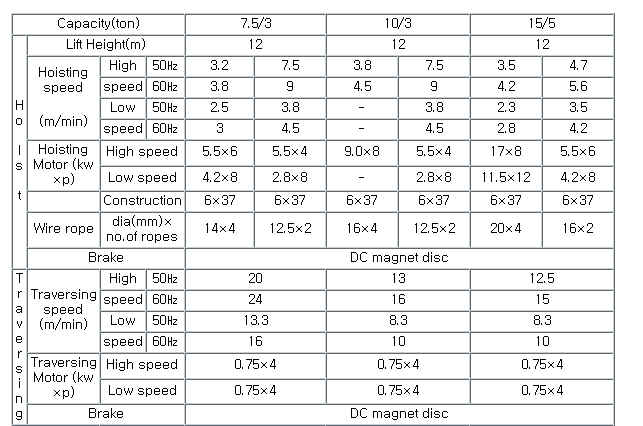 Capacity(ton) 7.5/3 10/3 15/5
Hoist
Lift Height(m) 12 12 12
Hoisting speed (m/min) High 50Hz 3.2 7.5 3.8 7.5 3.5 4.7
speed 60Hz 3.8 9 4.5 9 4.2 5.6
Low 50Hz 2.5 3.8 - 3.8 2.3 3.5
speed 60Hz 3 4.5 - 4.5 2.8 4.2
Hoisting Motor (kw ×p) High speed 5.5×6 5.5×4 9.0×8 5.5×4 17×8 5.5×6
Low speed 4.2×8 2.8×8 - 2.8×8 11.5×12 4.2×8
Wire rope Construction 6×37 6×37 6×37 6×37 6×37 6×37
dia(mm)× no.of ropes 14×4 12.5×2 16×4 12.5×2 20×4 16×2
Brake DC magnet disc
Traversing
Traversing speed (m/min) High 50Hz 20 13 12.5
speed 60Hz 24 16 15
Low 50Hz 13.3 8.3 8.3
speed 60Hz 16 10 10
Traversing Motor (kw ×p) High speed 0.75×4 0.75×4 0.75×4
Low speed 0.75×4 0.75×4 0.75×4
Brake DC magnet disc